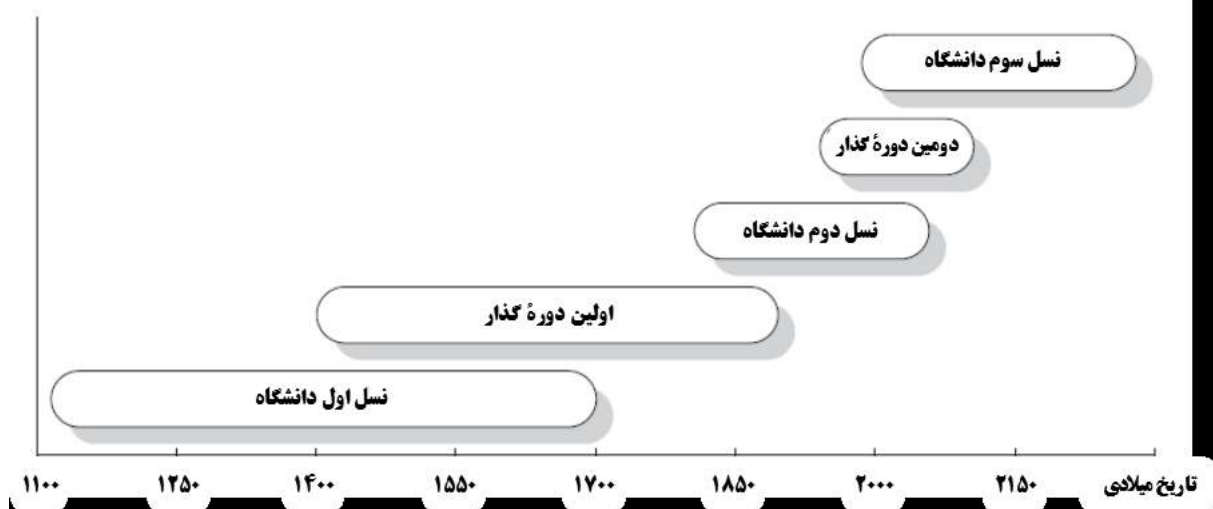 نسل سوم دانشگاه
دومین دورهٔ گذار
نسل دوم دانشگاه
اولین دورهٔ گذار
نسل اول دانشگاه
۱۱۰۰ ۱۲۵۰ ۱۴۰۰ ۱۵۵۰ ۱۷۰۰ ۱۸۵۰ ۲۰۰۰ ۲۱۵۰ تاریخ میلادی